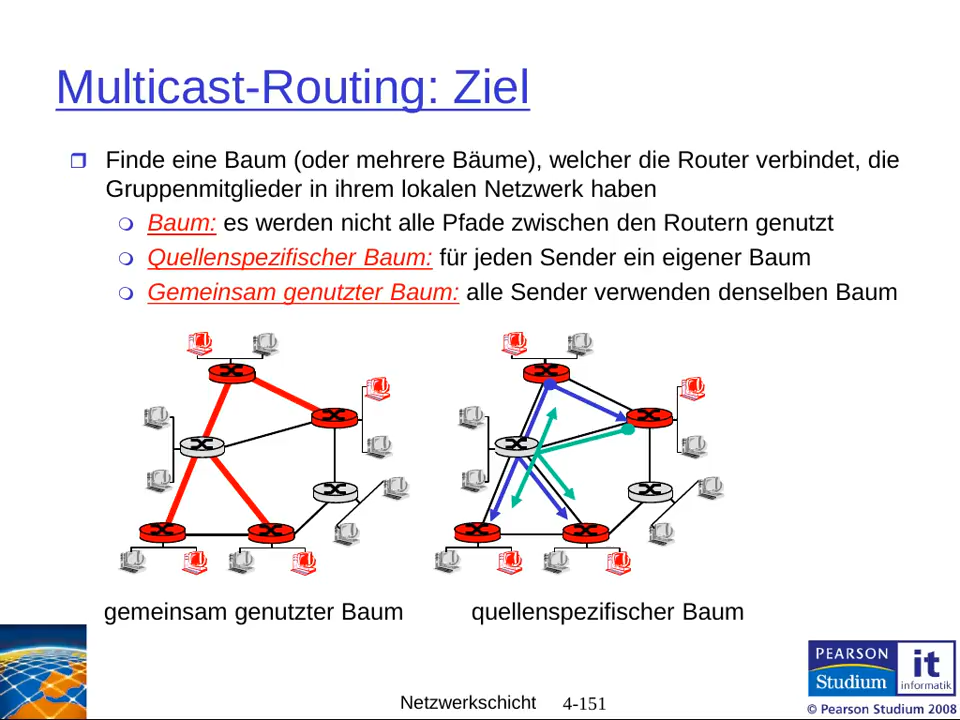 Multicast-Routing: Ziel
Finde eine Baum (oder mehrere Bäume), welcher die Router verbindet, die
Gruppenmitglieder in ihrem lokalen Netzwerk haben
Baum: es werden nicht alle Pfade zwischen den Routern genutzt
Quellenspezifischer Baum: für jeden Sender ein eigener Baum
Gemeinsam genutzter Baum: alle Sender verwenden denselben Baum
gemeinsam genutzter Baum
quellenspezifischer Baum
PEARSON
Studium
it
informatik
Netzwerkschicht 4-151
© Pearson Studium 2008